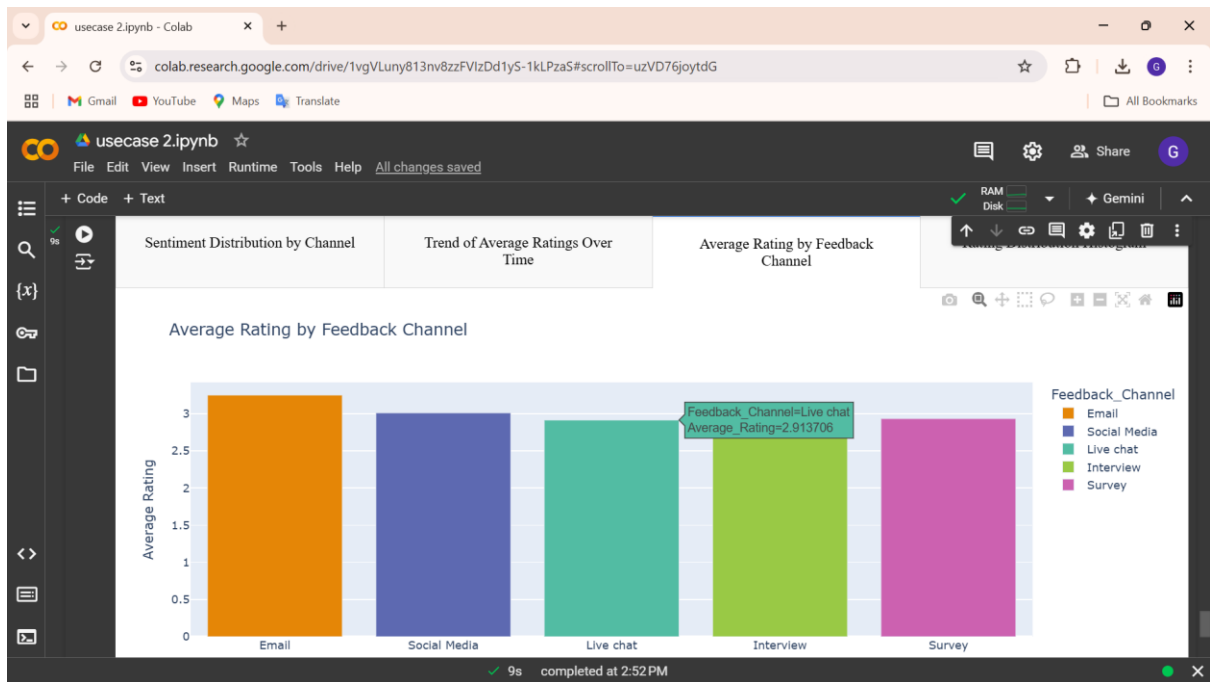 usecase 2.ipynb - Colab
colab.research.google.com/drive/1vgVLuny813nv8zzFVIzDd1yS-1kLPzaS#scrollTo=uzVD76joytdG
G
Gmail YouTube Maps Translate All Bookmarks
CO usecase 2.ipynb
File Edit View Insert Runtime Tools Help All changes saved
Share G
+ Code + Text
RAM
Disk
Gemini
9s
Sentiment Distribution by Channel
Trend of Average Ratings Over
Time
Average Rating by Feedback
Channel
Rating Distribution Histogram
{x}
Average Rating by Feedback Channel
Feedback_Channel=Live chat
Average_Rating=2.913706
Feedback_Channel
Email
Social Media
Live chat
Interview
Survey
Average Rating
3
2.5
2
1.5
1
0.5
0
Email Social Media Live chat Interview Survey
9s completed at 2:52 PM